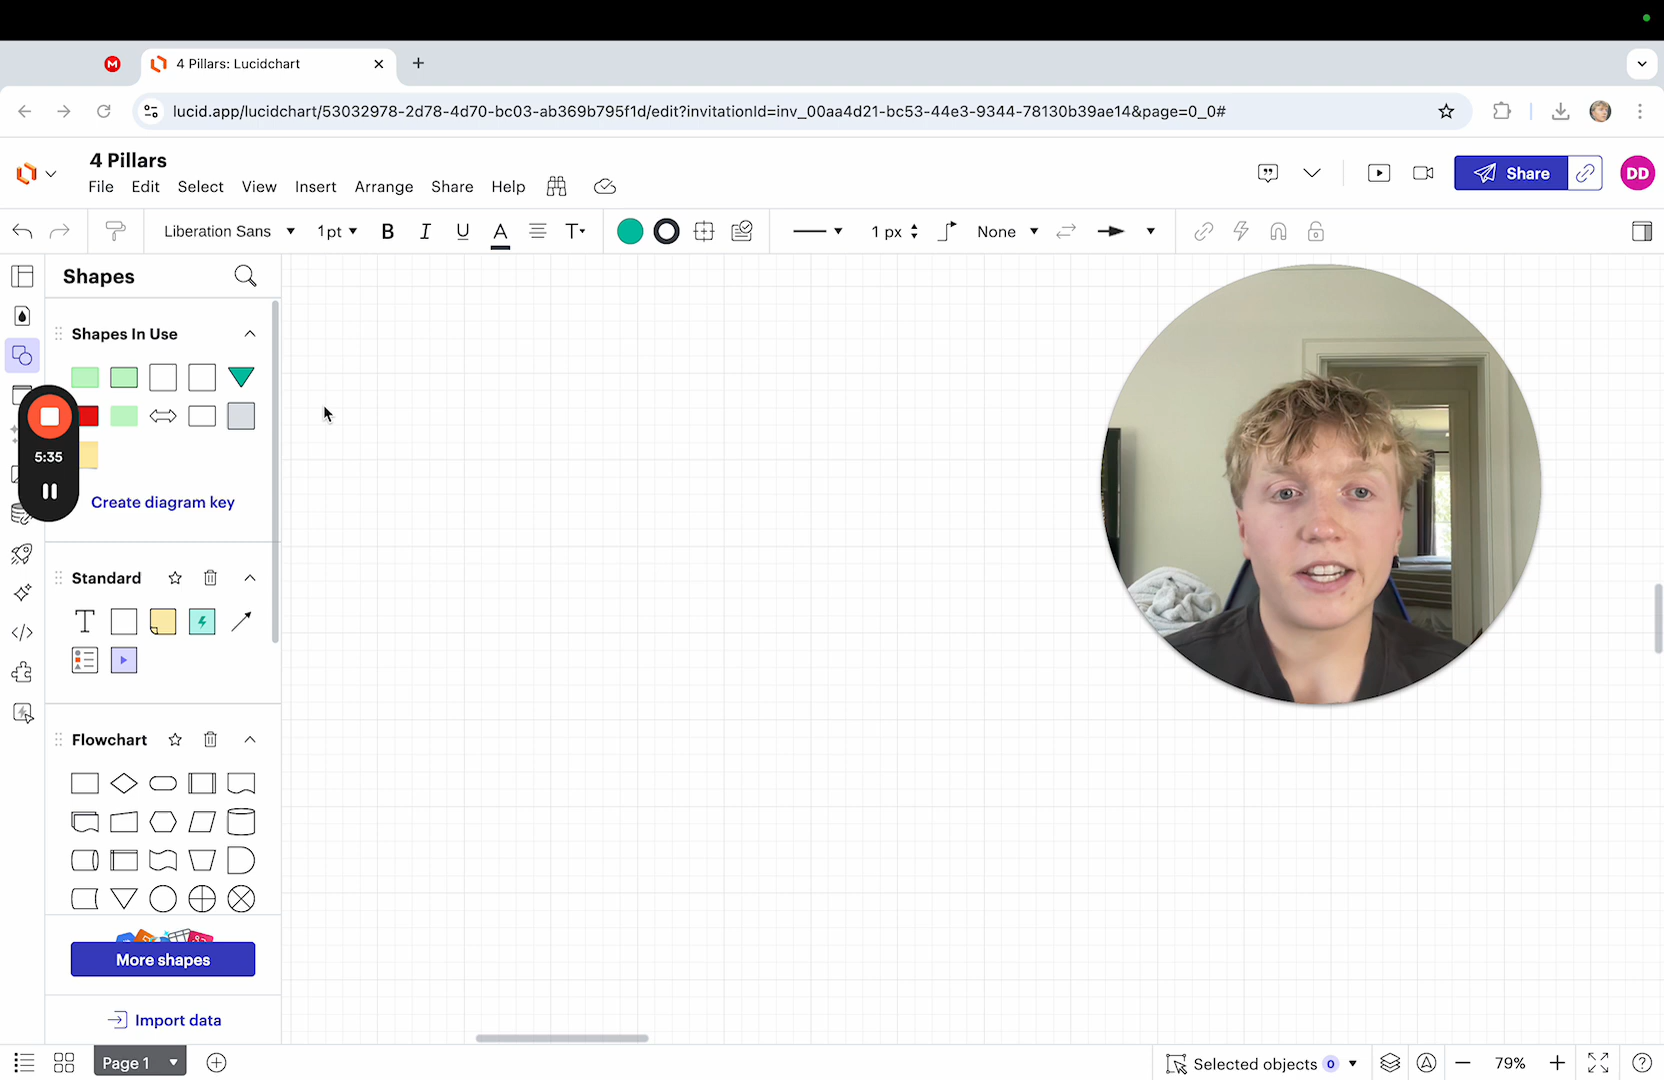 4 Pillars: Lucidchart
lucid.app/lucidchart/53032978-2d78-4d70-bc03-ab369b795f1d/edit?invitationId=inv_00aa4d21-bc53-44e3-9344-78130b39ae14&page=0_0#
4 Pillars
File Edit Select View Insert Arrange Share Help
Share
DD
Liberation Sans 1pt B I U A T 1 px None
Shapes
Shapes In Use
5:35
Create diagram key
Standard
T
Flowchart
More shapes
Import data
Page 1
Selected objects 0
79%